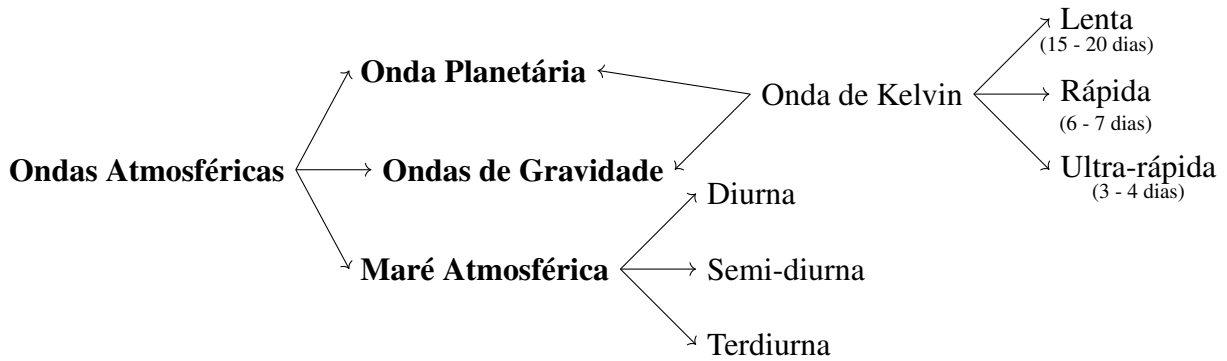 Lenta
(15 - 20 dias)
Onda Planetária
Onda de Kelvin
Rápida
(6 - 7 dias)
Ondas Atmosféricas
Ondas de Gravidade
Ultra-rápida
(3 - 4 dias)
Diurna
Maré Atmosférica
Semi-diurna
Terdiurna